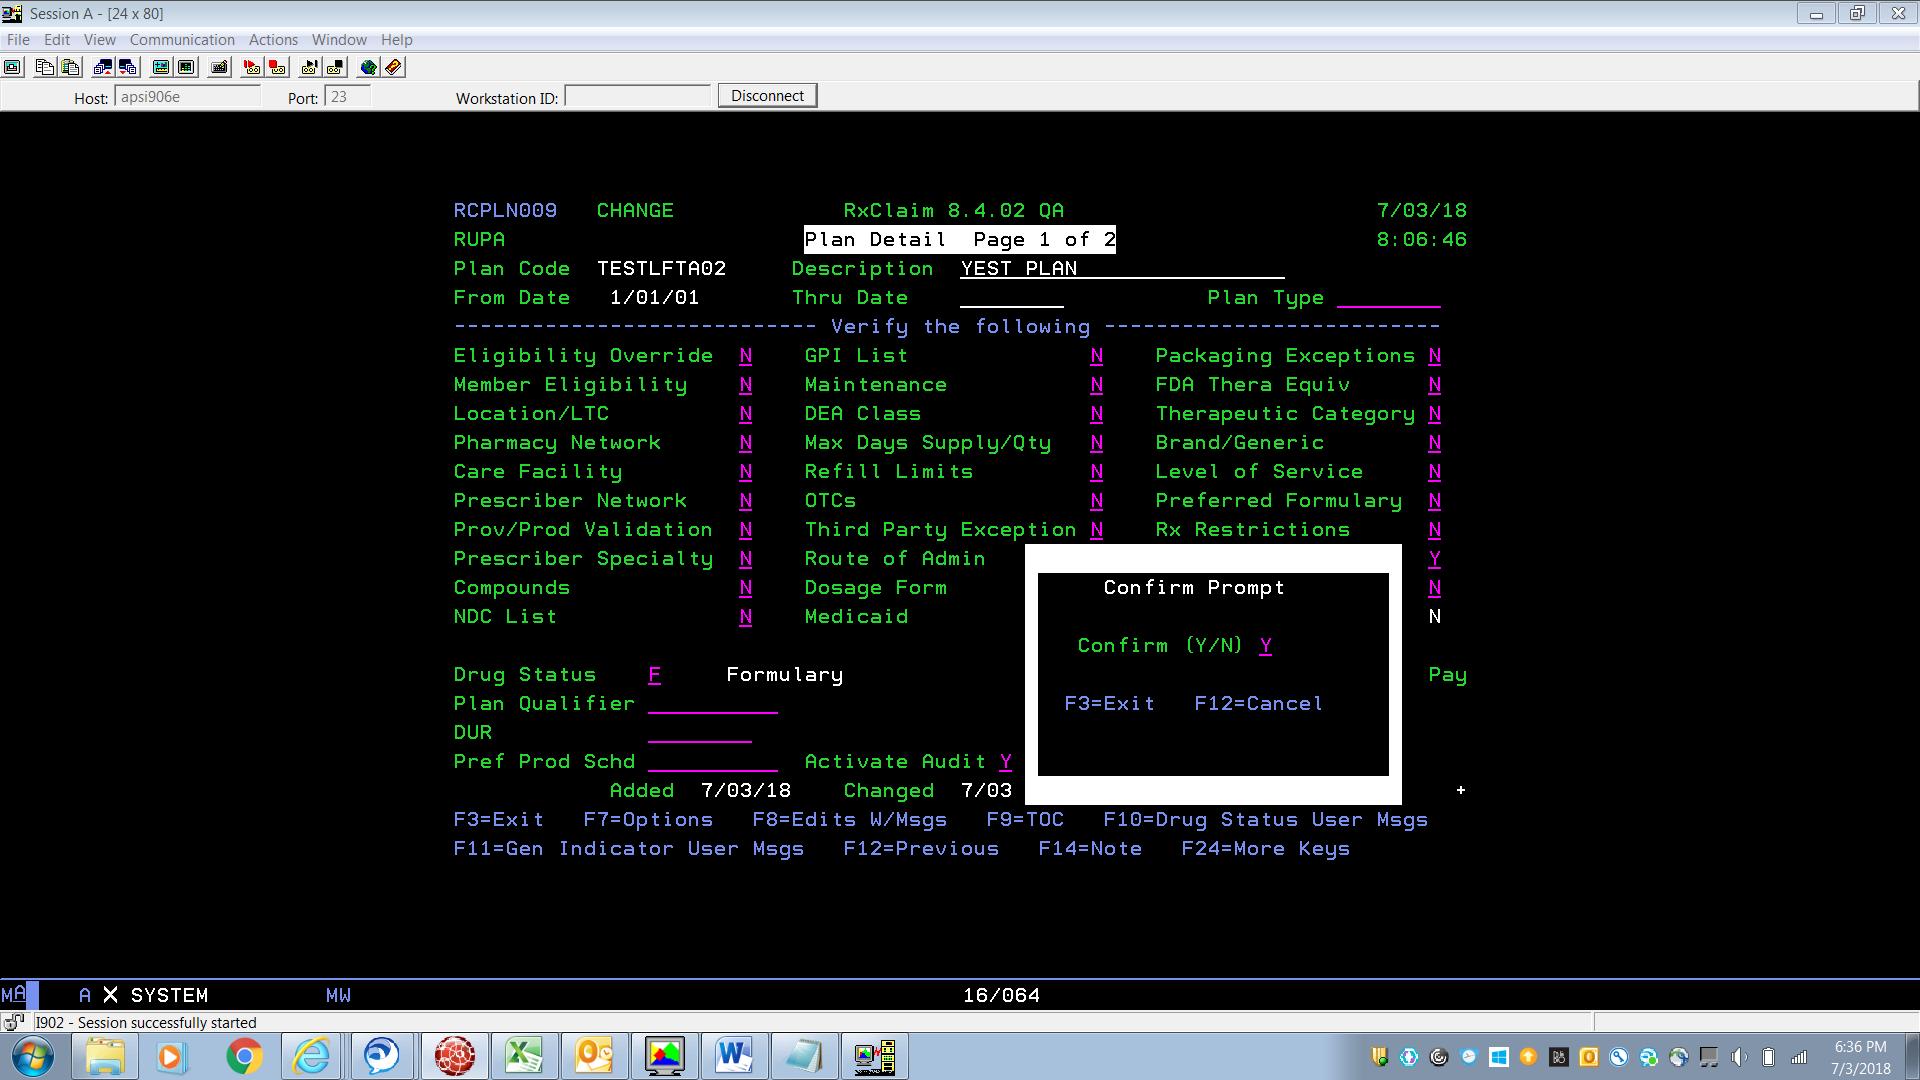 Session A - [24 x 80]
File Edit View Communication Actions Window Help
Host: apsi906e Port: 23 Workstation ID: Disconnect
RCPLN009 CHANGE RxClaim 8.4.02 QA 7/03/18
RUPA Plan Detail Page 1 of 2 8:06:46
Plan Code TESTLFTA02 Description YEST PLAN
From Date 1/01/01 Thru Date Plan Type
---------------------------- Verify the following --------------------------
Eligibility Override N GPI List N Packaging Exceptions N
Member Eligibility N Maintenance N FDA Thera Equiv N
Location/LTC N DEA Class N Therapeutic Category N
Pharmacy Network N Max Days Supply/Qty N Brand/Generic N
Care Facility N Refill Limits N Level of Service N
Prescriber Network N OTCs N Preferred Formulary N
Prov/Prod Validation N Third Party Exception N Rx Restrictions N
Prescriber Specialty N Route of Admin Y
Compounds N Dosage Form Confirm Prompt N
NDC List N Medicaid N
Confirm (Y/N) Y
Drug Status F Formulary Pay
Plan Qualifier F3=Exit F12=Cancel
DUR
Pref Prod Schd Activate Audit Y
Added 7/03/18 Changed 7/03 +
F3=Exit F7=Options F8=Edits W/Msgs F9=TOC F10=Drug Status User Msgs
F11=Gen Indicator User Msgs F12=Previous F14=Note F24=More Keys
MA A X SYSTEM MW 16/064
I902 - Session successfully started
6:36 PM
7/3/2018